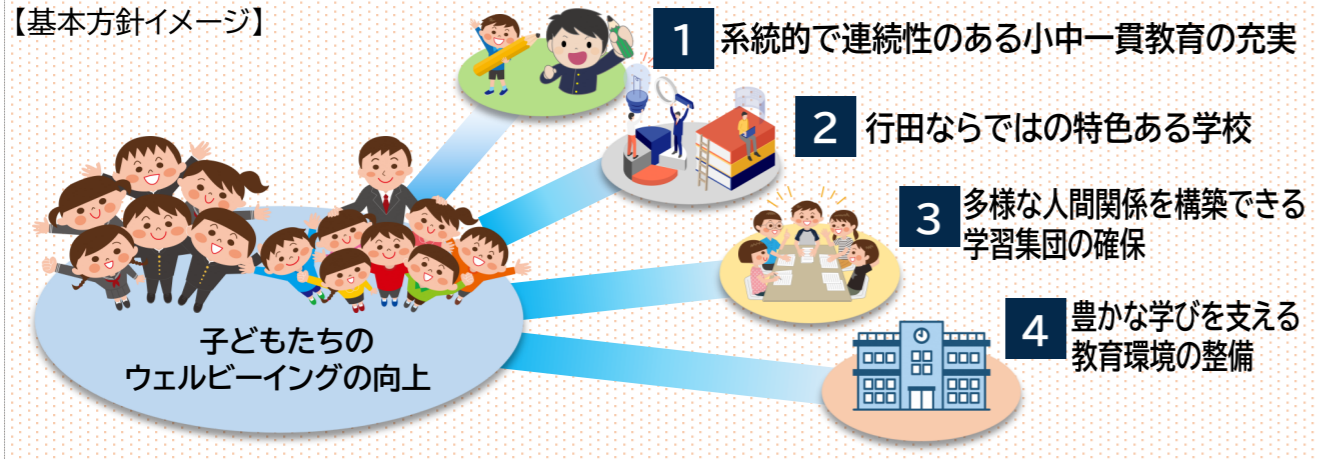 【基本方針イメージ】
1 系統的で連続性のある小中一貫教育の充実
2 行田ならではの特色ある学校
3 多様な人間関係を構築できる
学習集団の確保
4 豊かな学びを支える
教育環境の整備
子どもたちの
ウェルビーイングの向上